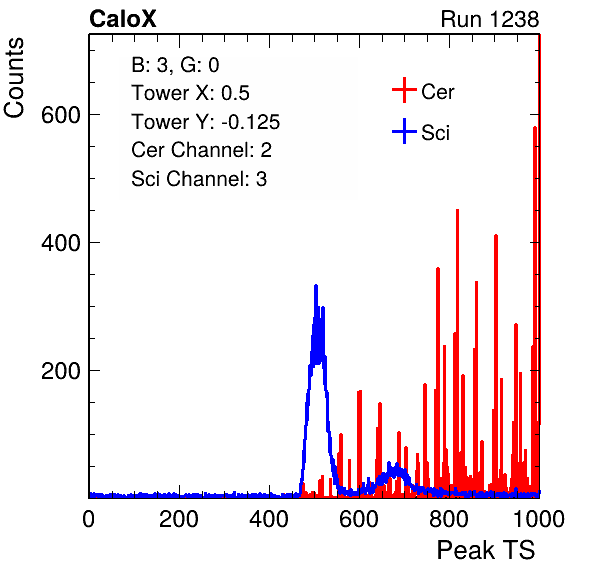 CaloX
Run 1238
Counts
B: 3, G: 0
Tower X: 0.5
Tower Y: -0.125
Cer Channel: 2
Sci Channel: 3
Cer
Sci
600
400
200
0 200 400 600 800 1000
Peak TS